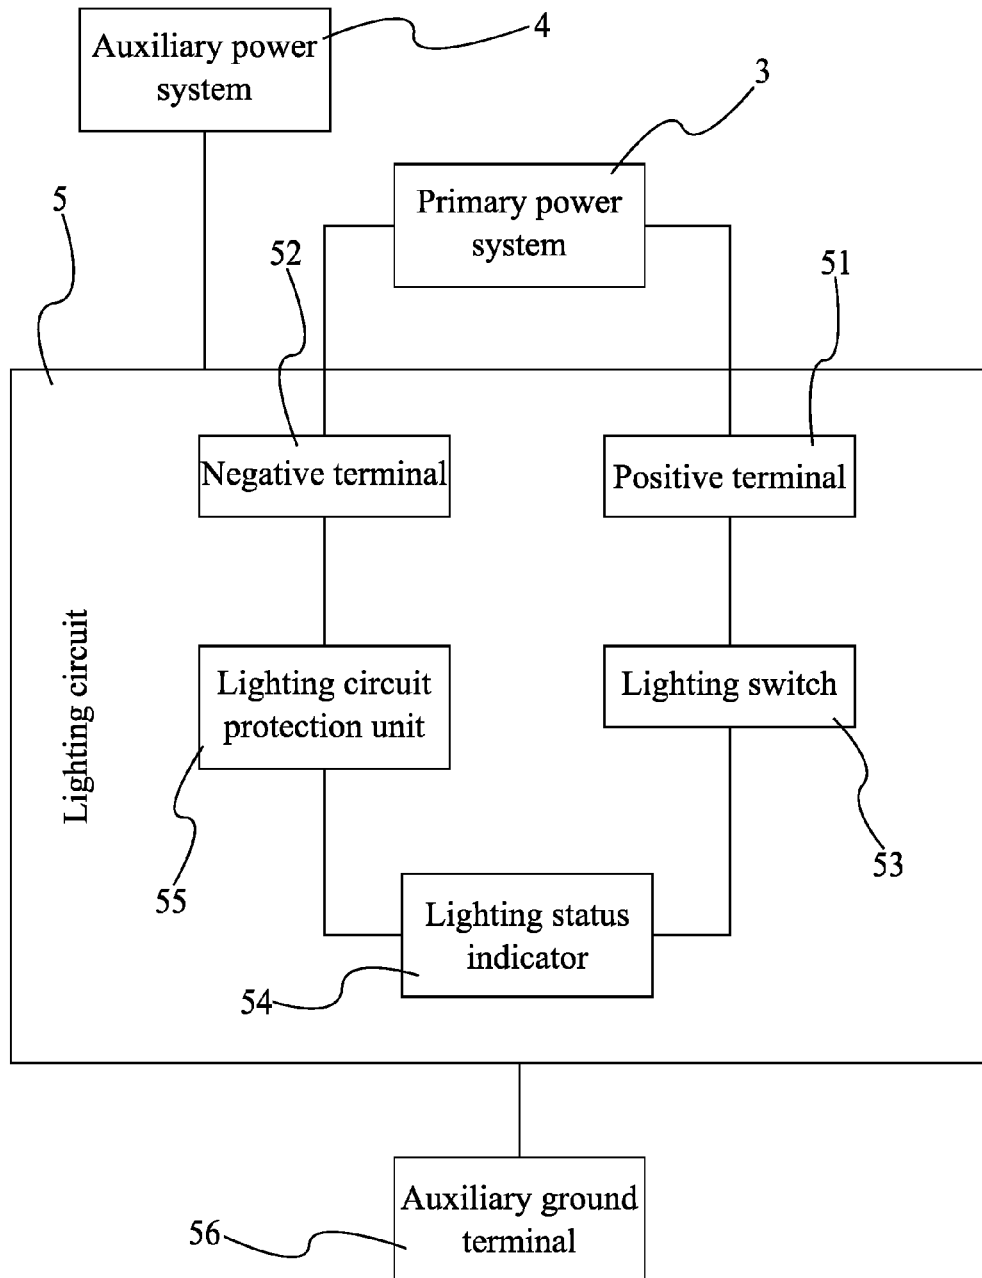 Auxiliary power
system
4
3
Primary power
system
5
52
51
Negative terminal
Positive terminal
Lighting circuit
Lighting circuit
protection unit
Lighting switch
55
53
Lighting status
indicator
54
Auxiliary ground
terminal
56